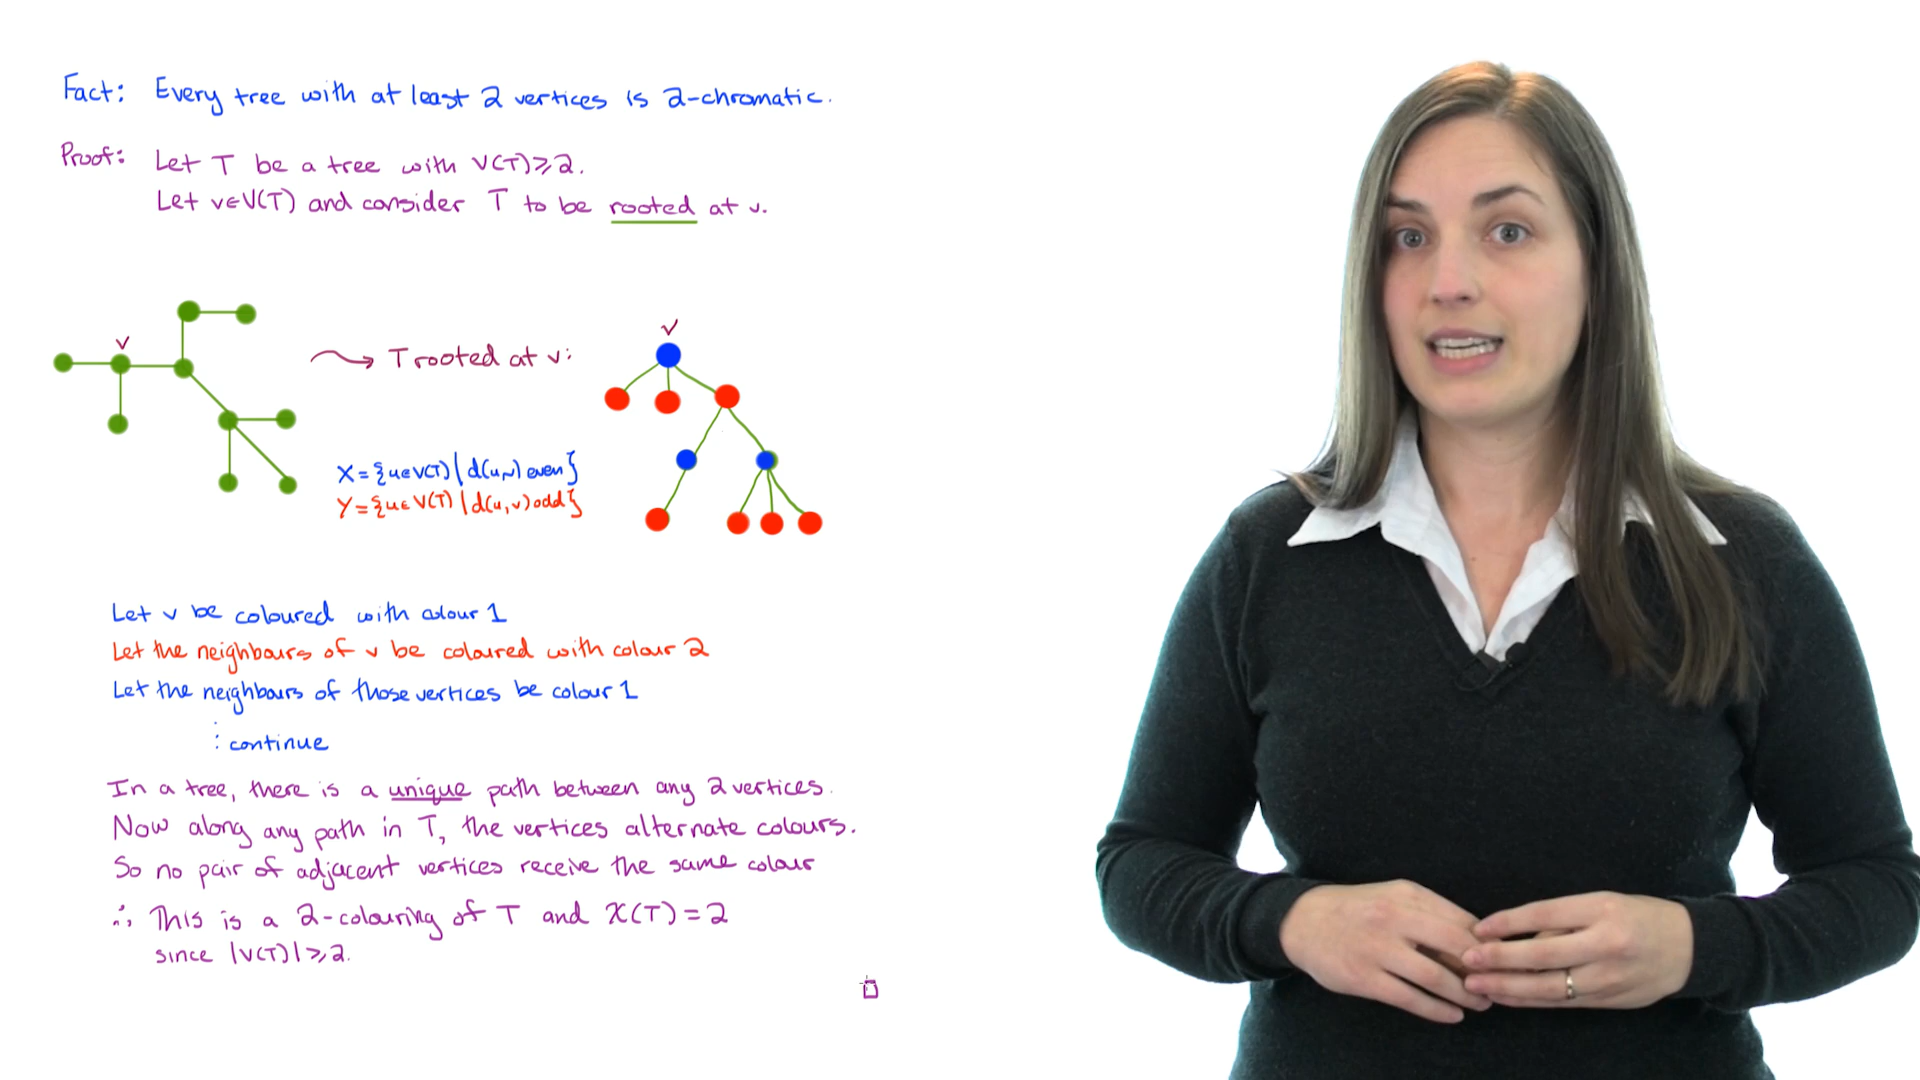 Fact: Every tree with at least 2 vertices is 2-chromatic.
Proof: Let T be a tree with V(T)≥2.
Let v∈V(T) and consider T to be rooted at v.
v
T rooted at v:
v
X={u∈V(T)|d(u,v) even}
Y={u∈V(T)|d(u,v) odd}
Let v be coloured with colour 1
Let the neighbours of v be coloured with colour 2
Let the neighbours of those vertices be colour 1
⋮ continue
In a tree, there is a unique path between any 2 vertices.
Now along any path in T, the vertices alternate colours.
So no pair of adjacent vertices receive the same colour
∴ This is a 2-colouring of T and χ(T)=2
since |V(T)|≥2.